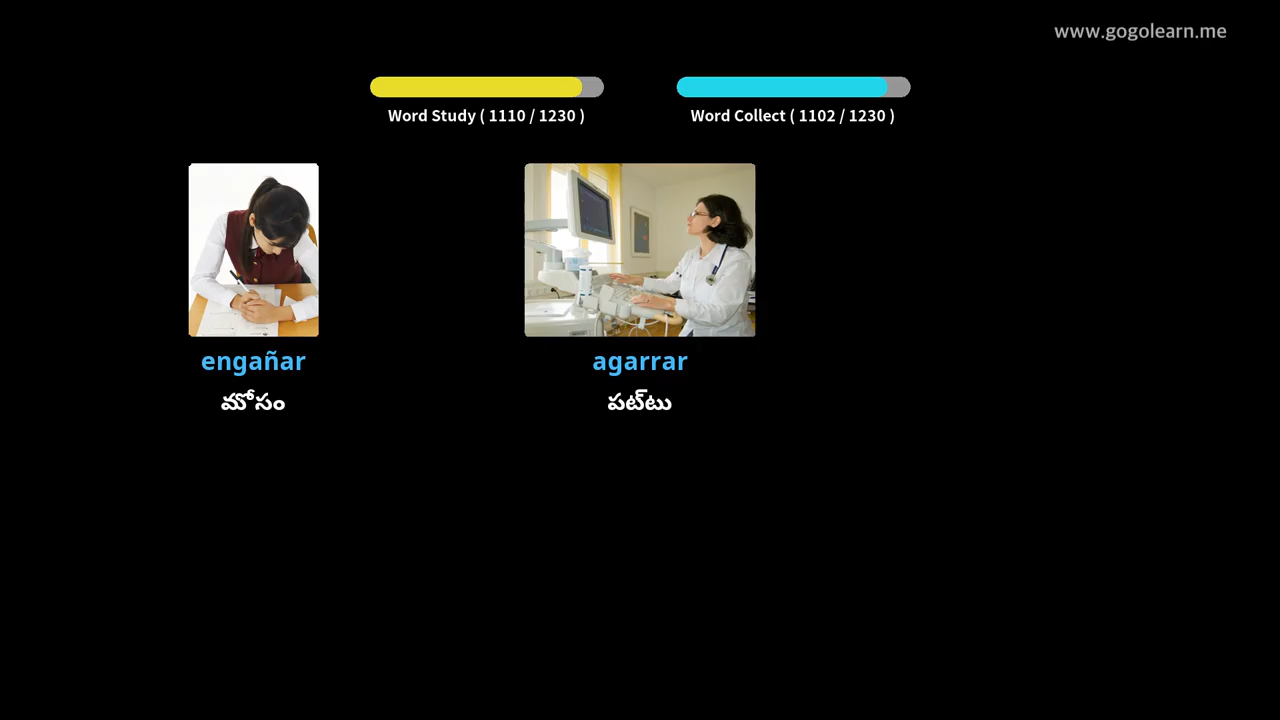 www.gogolearn.me
Word Study ( 1110 / 1230 )
Word Collect ( 1102 / 1230 )
engañar
మోసం
agarrar
పట్టు